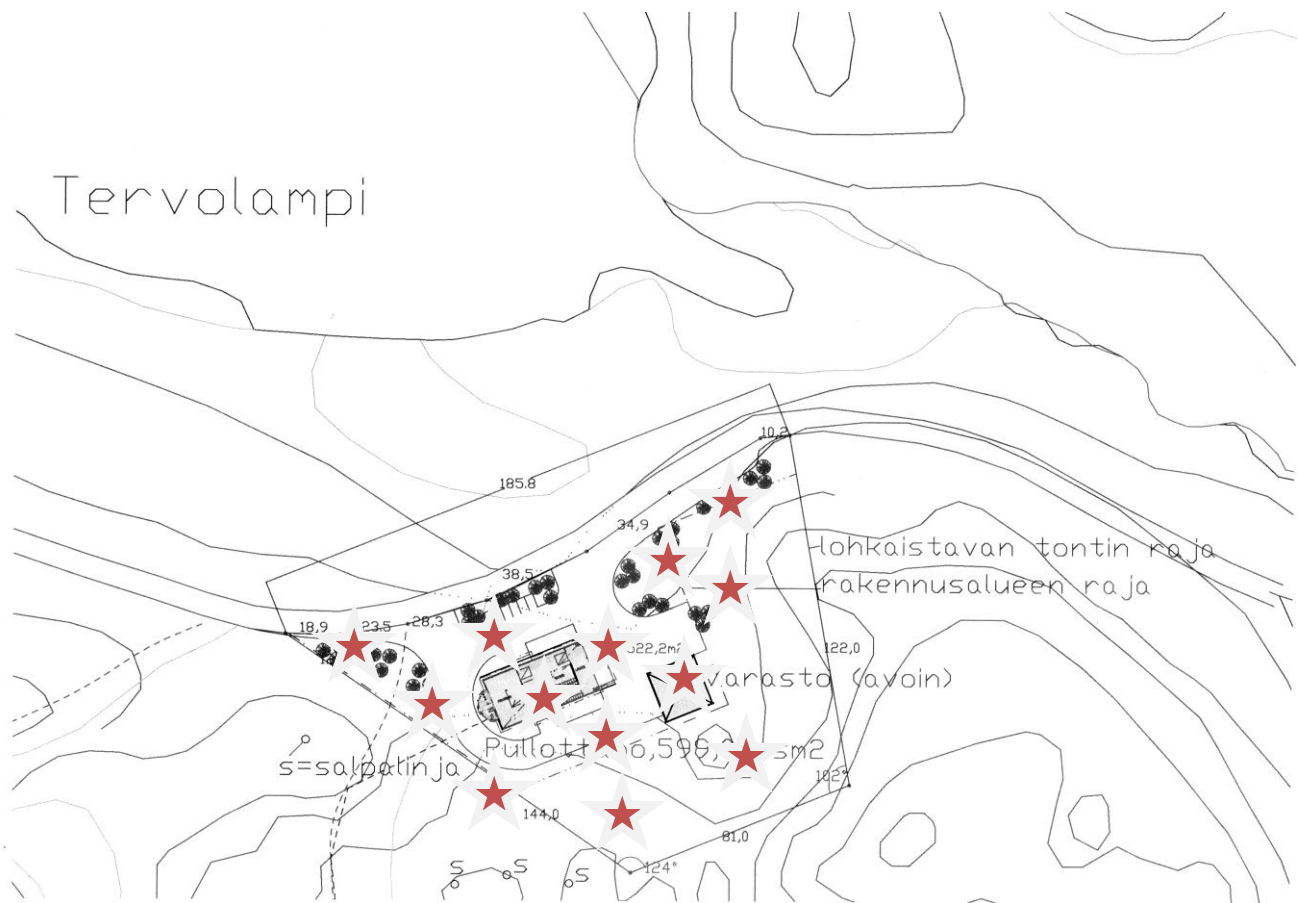 Tervolampi
10,2
185.8
34,9
lohkaistavan tontin raja
38,5
rakennusalueen raja
18,9
23.5
28,3
122,0
varasto (avoin)
s=salpalinja
102°
144,0
81,0
124°
S
S
S